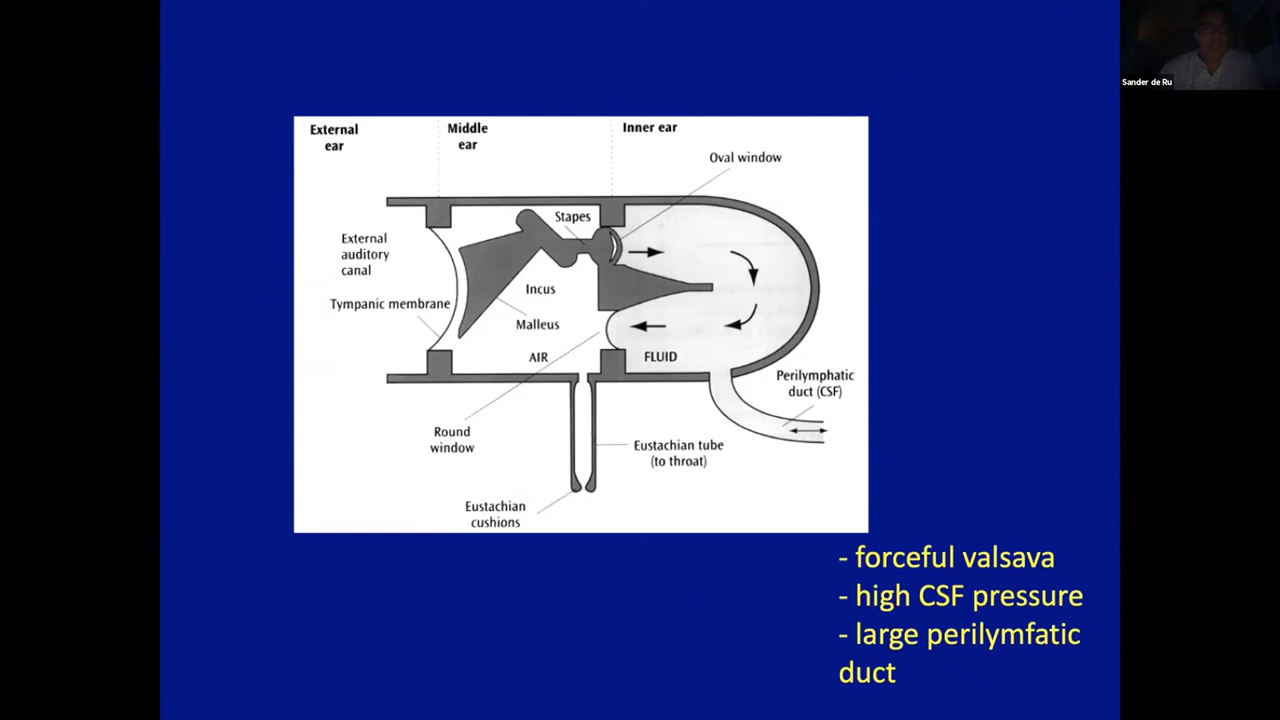 Sander de Ru
External
ear
Middle
ear
Inner ear
Oval window
Stapes
External
auditory
canal
Incus
Tympanic membrane
Malleus
AIR
FLUID
Perilymphatic
duct (CSF)
Round
window
Eustachian tube
(to throat)
Eustachian
cushions
- forceful valsava
- high CSF pressure
- large perilymfatic
duct